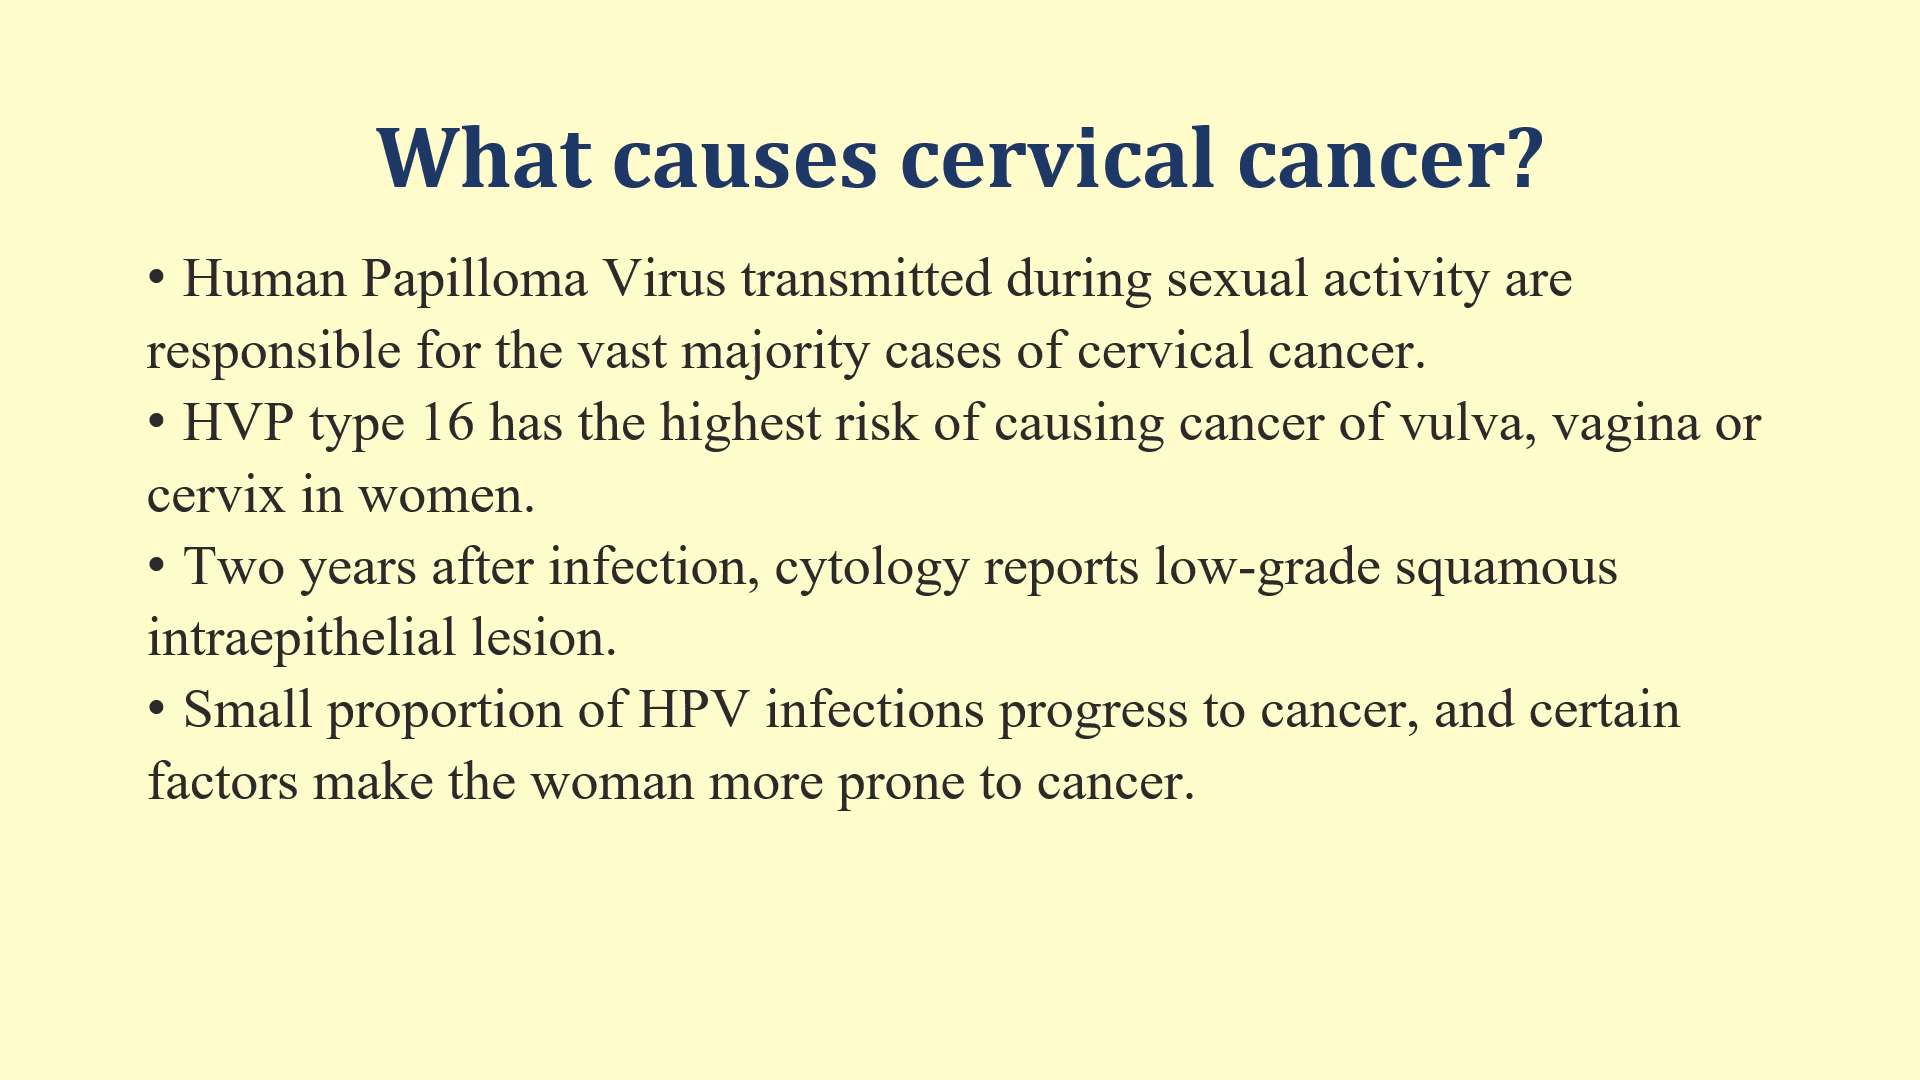 What causes cervical cancer?
• Human Papilloma Virus transmitted during sexual activity are
responsible for the vast majority cases of cervical cancer.
• HVP type 16 has the highest risk of causing cancer of vulva, vagina or
cervix in women.
• Two years after infection, cytology reports low-grade squamous
intraepithelial lesion.
• Small proportion of HPV infections progress to cancer, and certain
factors make the woman more prone to cancer.